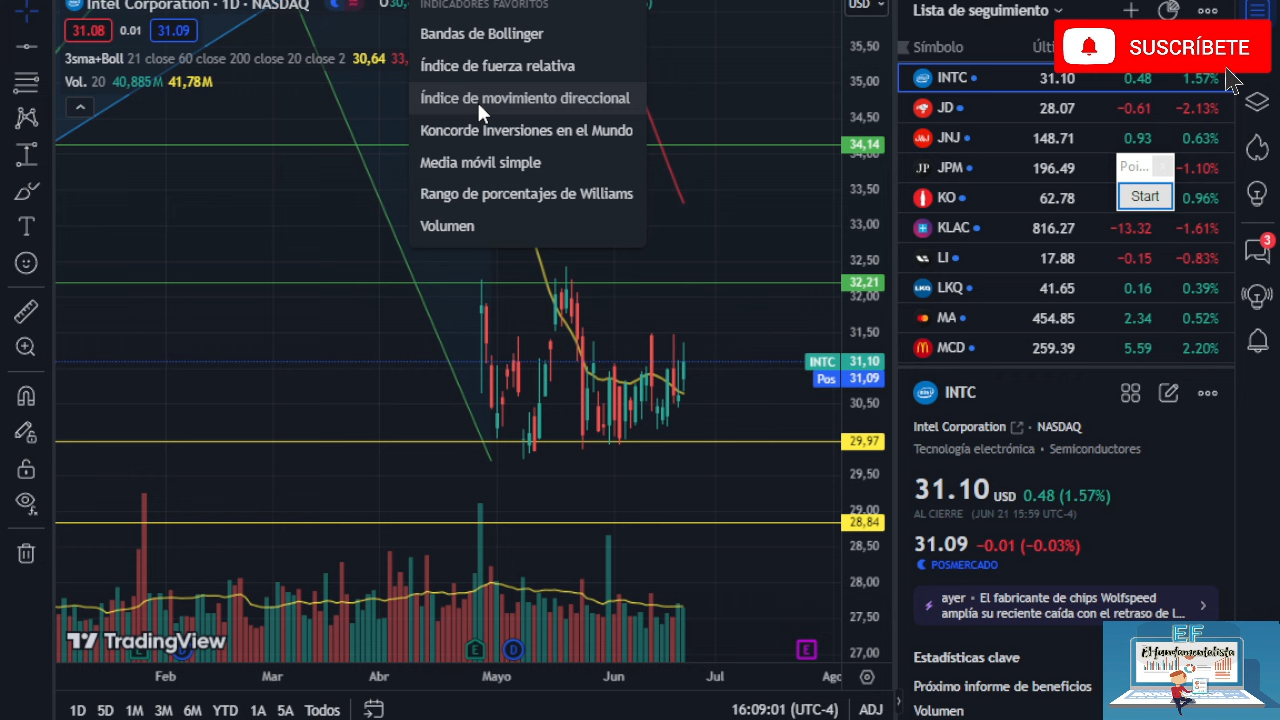 Intel Corporation · 1D · NASDAQ
INDICADORES FAVORITOS
USD
Lista de seguimiento
31.08 0.01 31.09
3sma+Boll 21 close 60 close 200 close 20 close 2 30,64 33,
Vol. 20 40,885M 41,78M
Bandas de Bollinger
Índice de fuerza relativa
Índice de movimiento direccional
Koncorde Inversiones en el Mundo
Media móvil simple
Rango de porcentajes de Williams
Volumen
35,50
35,00
34,50
34,14
34,00
33,50
33,00
32,50
32,21
32,00
31,50
INTC 31,10
Pos 31,09
30,50
29,97
29,50
29,00
28,84
28,50
28,00
27,50
27,00
Símbolo
SUSCRÍBETE
INTC 31.10 0.48 1.57%
JD 28.07 −0.61 −2.13%
JNJ 148.71 0.93 0.63%
JPM 196.49 −1.10%
KO 62.78 0.96%
KLAC 816.27 −13.32 −1.61%
LI 17.88 −0.15 −0.83%
LKQ 41.65 0.16 0.39%
MA 454.85 2.34 0.52%
MCD 259.39 5.59 2.20%
Poi...
Start
3
INTC
Intel Corporation · NASDAQ
Tecnología electrónica • Semiconductores
31.10 USD 0.48 (1.57%)
AL CIERRE (JUN 21 15:59 UTC-4)
31.09 −0.01 (−0.03%)
POSMERCADO
ayer • El fabricante de chips Wolfspeed
amplía su reciente caída con el retraso de l...
Estadísticas clave
Próximo informe de beneficios
Volumen
EF
El Fundamentalista
TradingView
E D E
Feb Mar Abr Mayo Jun Jul Ago
1D 5D 1M 3M 6M YTD 1A 5A Todos
16:09:01 (UTC-4) ADJ